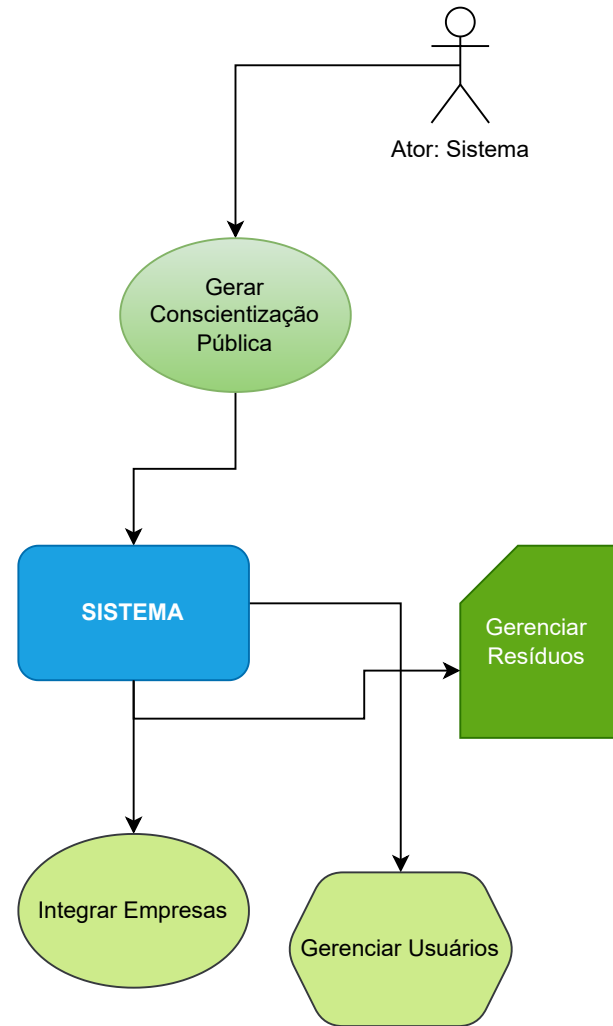 Ator: Sistema
Gerar
Conscientização
Pública
SISTEMA
Gerenciar
Resíduos
Integrar Empresas
Gerenciar Usuários